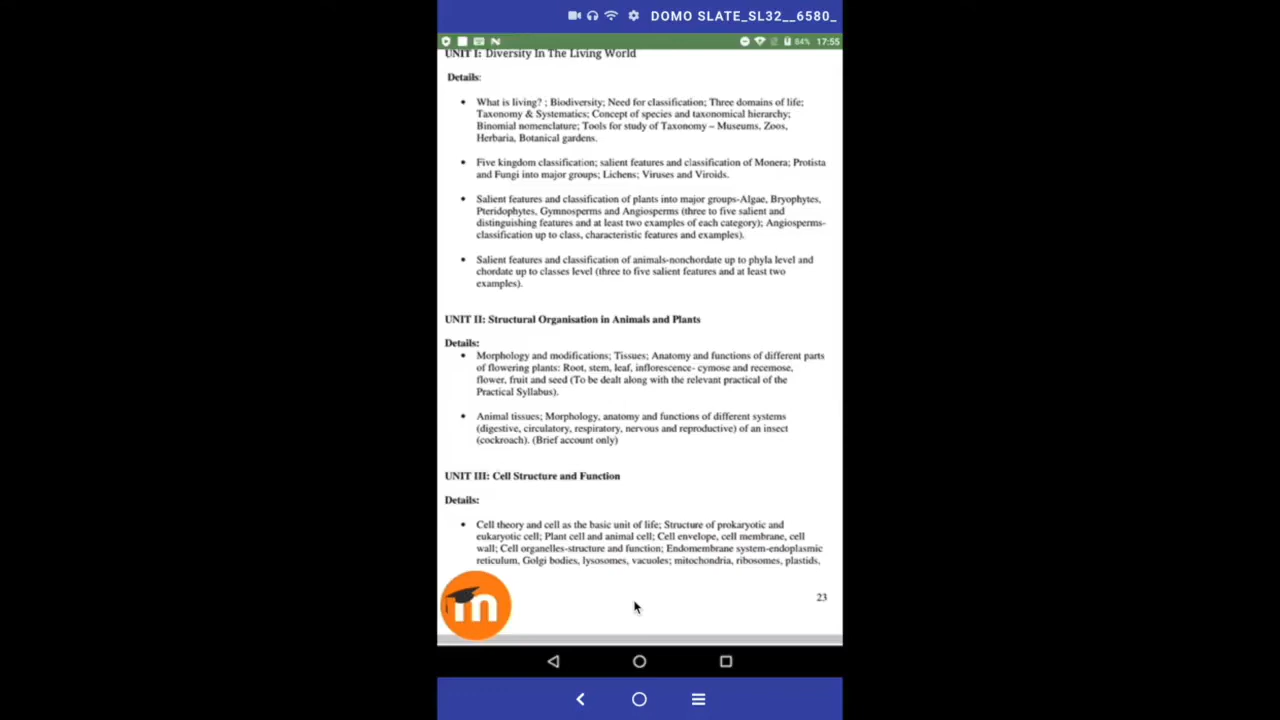 DOMO SLATE_SL32__6580_
84% 17:55
UNIT I: Diversity In The Living World
Details:
• What is living? ; Biodiversity; Need for classification; Three domains of life;
Taxonomy & Systematics; Concept of species and taxonomical hierarchy;
Binomial nomenclature; Tools for study of Taxonomy – Museums, Zoos,
Herbaria, Botanical gardens.
• Five kingdom classification; salient features and classification of Monera; Protista
and Fungi into major groups; Lichens; Viruses and Viroids.
• Salient features and classification of plants into major groups-Algae, Bryophytes,
Pteridophytes, Gymnosperms and Angiosperms (three to five salient and
distinguishing features and at least two examples of each category); Angiosperms-
classification up to class, characteristic features and examples).
• Salient features and classification of animals-nonchordate up to phyla level and
chordate up to classes level (three to five salient features and at least two
examples).
UNIT II: Structural Organisation in Animals and Plants
Details:
• Morphology and modifications; Tissues; Anatomy and functions of different parts
of flowering plants: Root, stem, leaf, inflorescence- cymose and recemose,
flower, fruit and seed (To be dealt along with the relevant practical of the
Practical Syllabus).
• Animal tissues; Morphology, anatomy and functions of different systems
(digestive, circulatory, respiratory, nervous and reproductive) of an insect
(cockroach). (Brief account only)
UNIT III: Cell Structure and Function
Details:
• Cell theory and cell as the basic unit of life; Structure of prokaryotic and
eukaryotic cell; Plant cell and animal cell; Cell envelope, cell membrane, cell
wall; Cell organelles-structure and function; Endomembrane system-endoplasmic
reticulum, Golgi bodies, lysosomes, vacuoles; mitochondria, ribosomes, plastids,
23
m